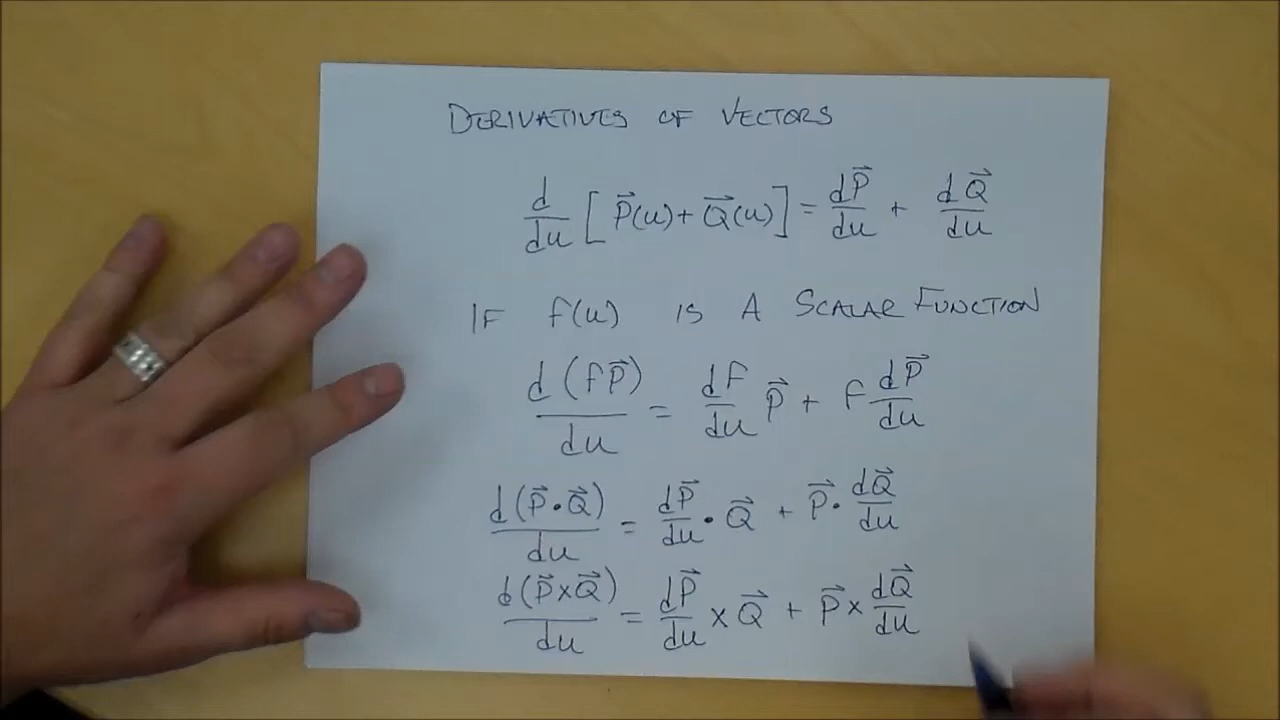 DERIVATIVES OF VECTORS
d/du [P⃗(u) + Q⃗(u)] = dP⃗/du + dQ⃗/du
IF f(u) IS A SCALAR FUNCTION
d(fP⃗)/du = df/du P⃗ + f dP⃗/du
d(P⃗•Q⃗)/du = dP⃗/du • Q⃗ + P⃗ • dQ⃗/du
d(P⃗×Q⃗)/du = dP⃗/du × Q⃗ + P⃗ × dQ⃗/du